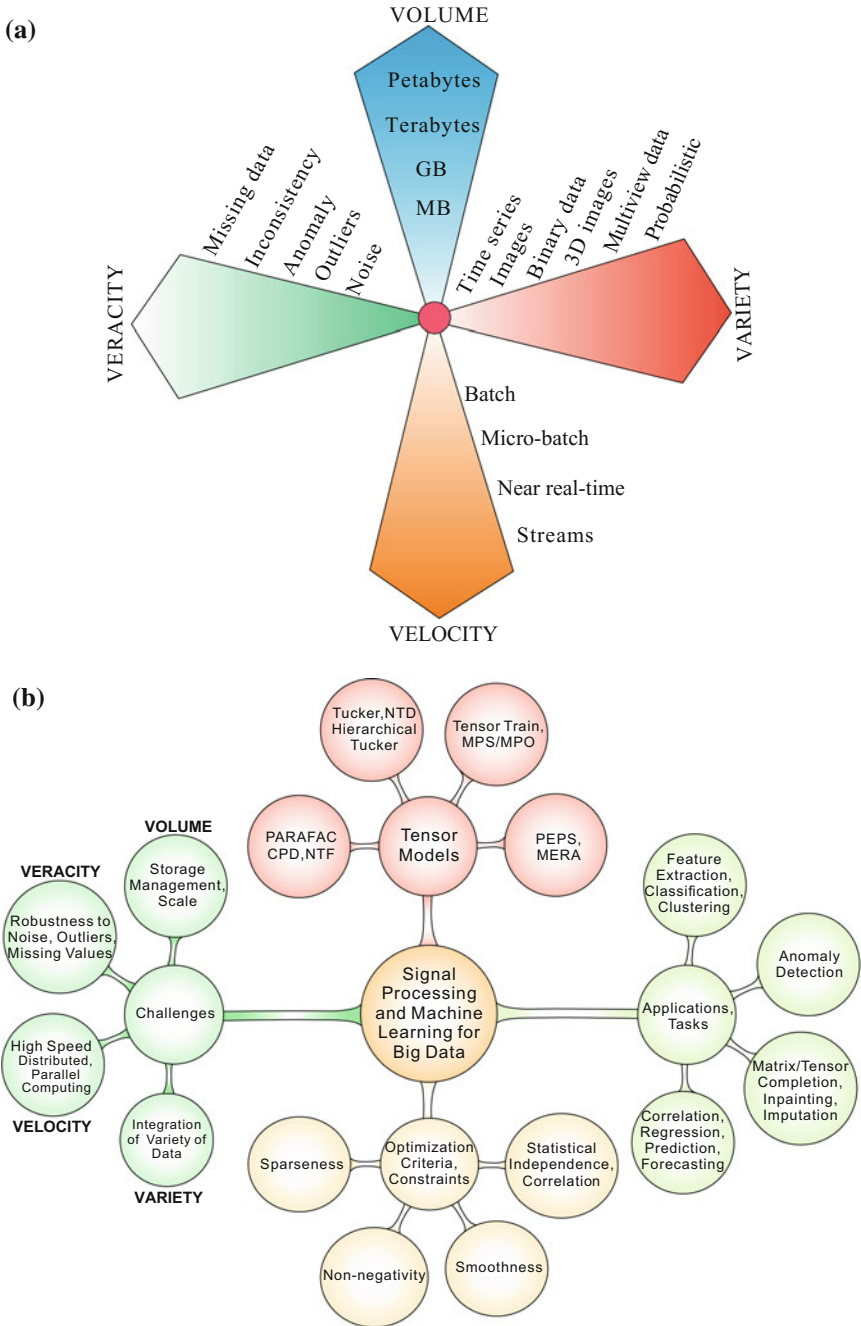 (a)
VOLUME
Petabytes
Terabytes
GB
MB
Missing data
Inconsistency
Anomaly
Outliers
Noise
VERACITY
Time series
Images
Binary data
3D images
Multiview data
Probabilistic
VARIETY
Batch
Micro-batch
Near real-time
Streams
VELOCITY
(b)
Tucker,NTD
Hierarchical
Tucker
Tensor Train,
MPS/MPO
PARAFAC
CPD,NTF
Tensor
Models
PEPS,
MERA
VOLUME
Storage
Management,
Scale
VERACITY
Robustness to
Noise, Outliers,
Missing Values
Challenges
High Speed
Distributed,
Parallel
Computing
VELOCITY
Integration
of Variety of
Data
VARIETY
Signal
Processing
and Machine
Learning for
Big Data
Feature
Extraction,
Classification,
Clustering
Anomaly
Detection
Applications,
Tasks
Matrix/Tensor
Completion,
Inpainting,
Imputation
Correlation,
Regression,
Prediction,
Forecasting
Sparseness
Optimization
Criteria,
Constraints
Statistical
Independence,
Correlation
Non-negativity
Smoothness